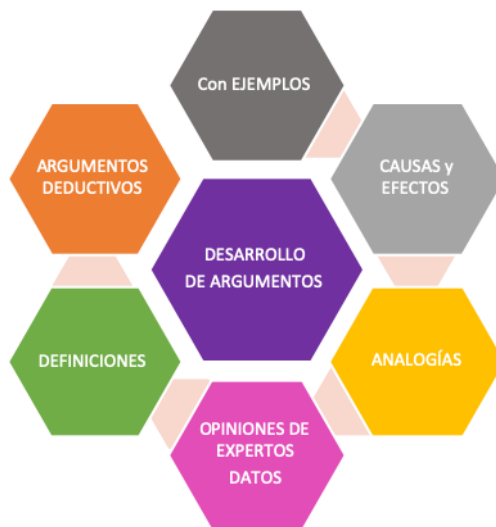 Con EJEMPLOS
CAUSAS y
EFECTOS
ANALOGÍAS
OPINIONES DE
EXPERTOS
DATOS
DEFINICIONES
ARGUMENTOS
DEDUCTIVOS
DESARROLLO
DE ARGUMENTOS